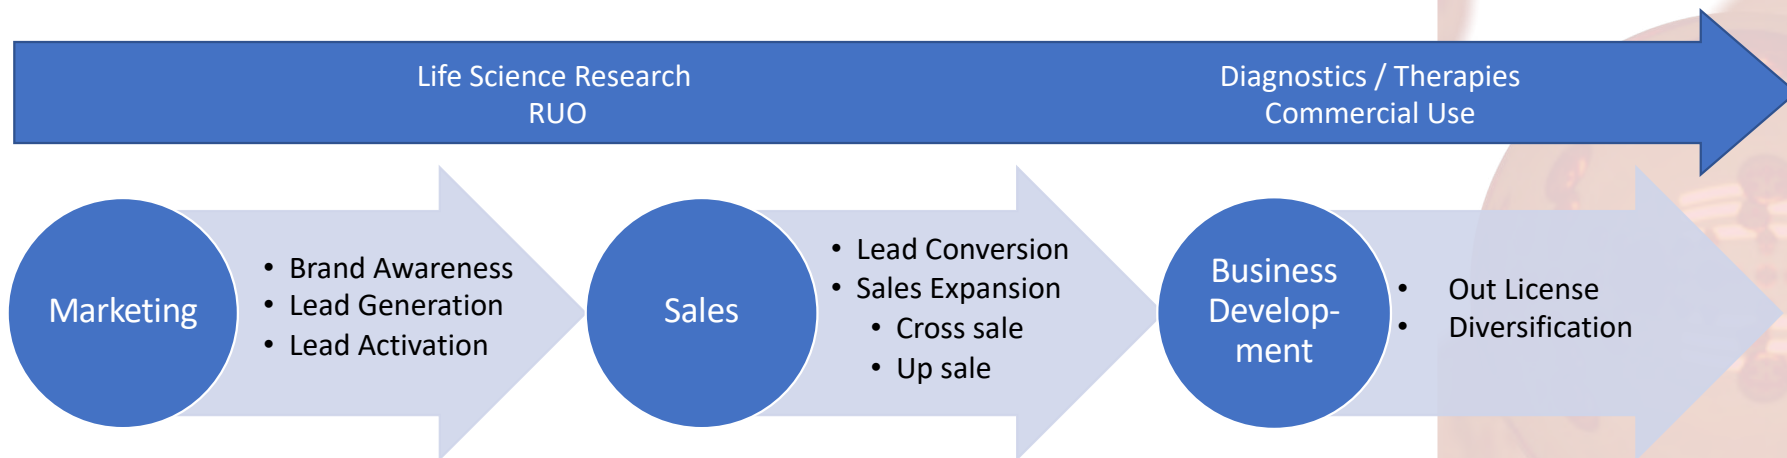 Life Science Research
RUO
Diagnostics / Therapies
Commercial Use
Marketing
• Brand Awareness
• Lead Generation
• Lead Activation
Sales
• Lead Conversion
• Sales Expansion
• Cross sale
• Up sale
Business
Develop-
ment
• Out License
• Diversification